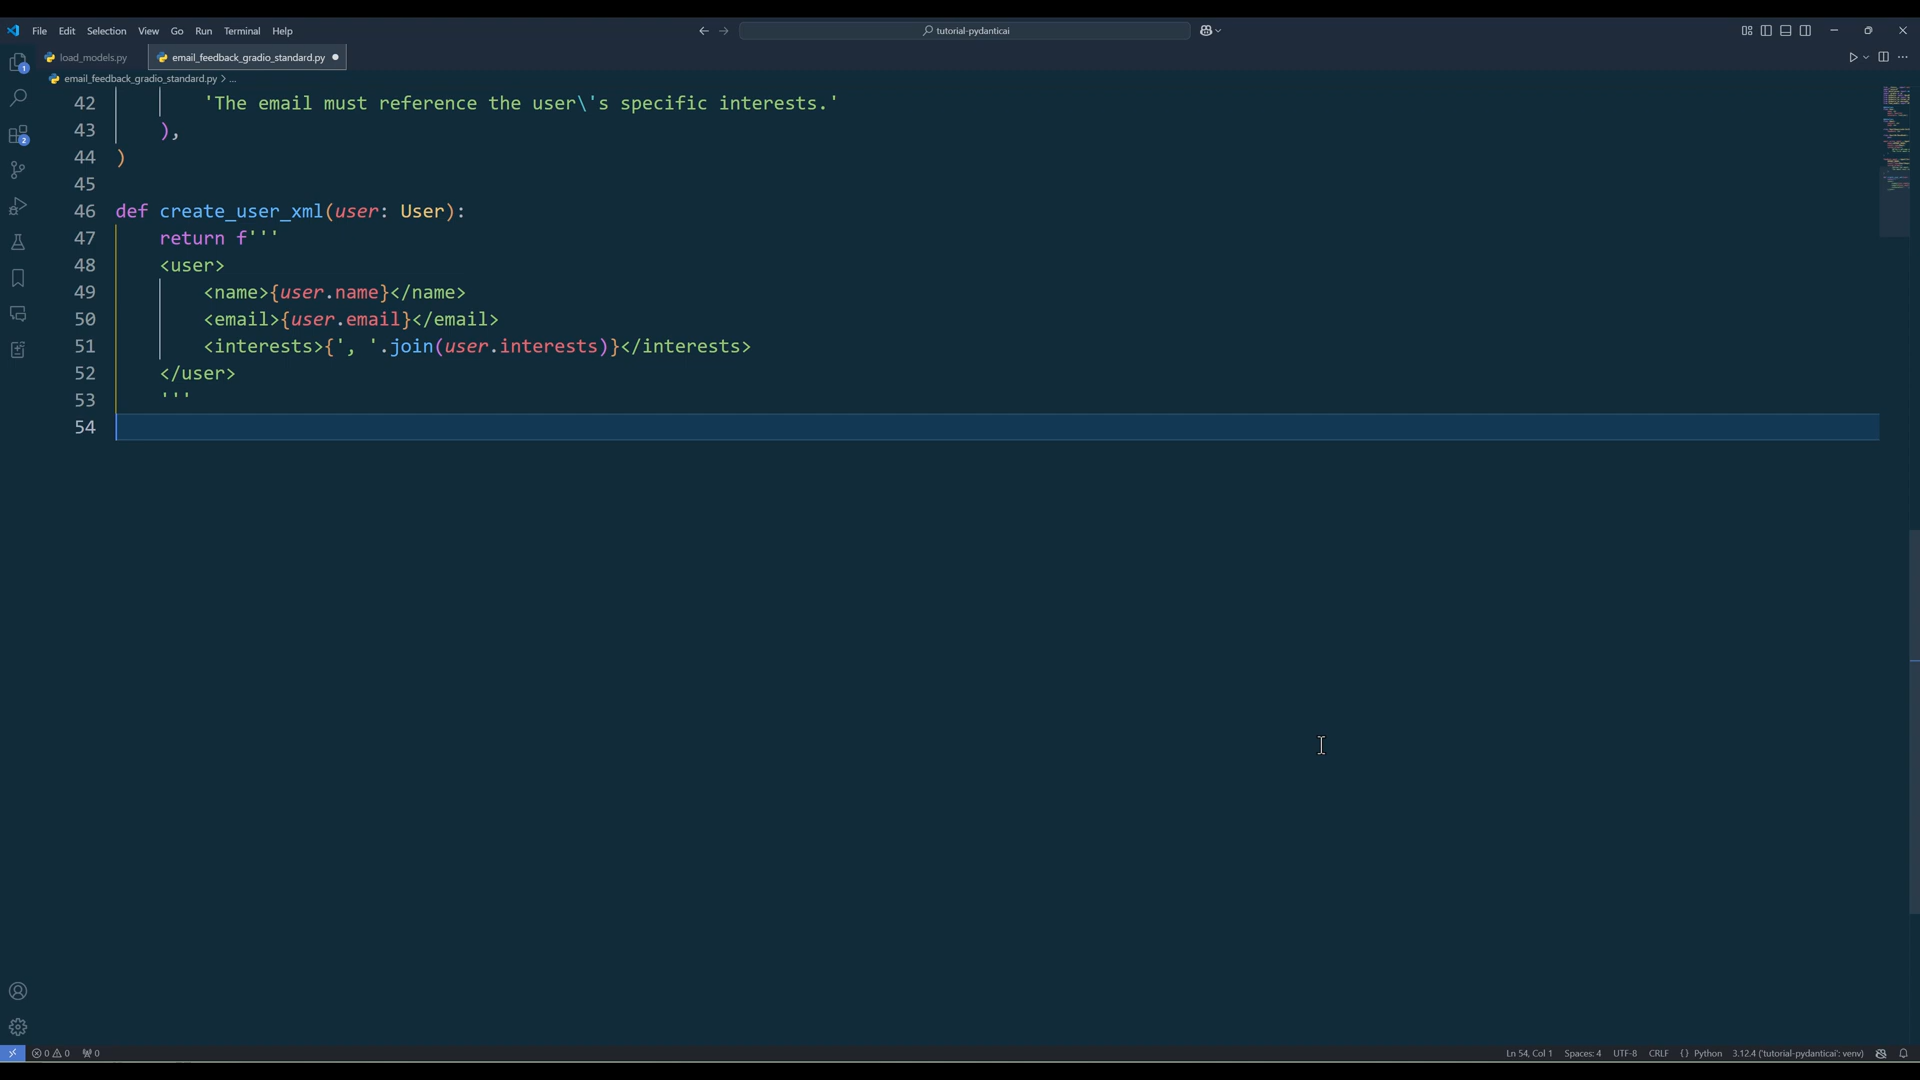 File Edit Selection View Go Run Terminal Help
tutorial-pydanticai
load_models.py
email_feedback_gradio_standard.py
email_feedback_gradio_standard.py > ...
42 'The email must reference the user\'s specific interests.'
43 ),
44 )
45
46 def create_user_xml(user: User):
47 return f'''
48 <user>
49 <name>{user.name}</name>
50 <email>{user.email}</email>
51 <interests>{', '.join(user.interests)}</interests>
52 </user>
53 '''
54
1
2
0 0 0
Ln 54, Col 1 Spaces: 4 UTF-8 CRLF {} Python 3.12.4 ('tutorial-pydanticai': venv)